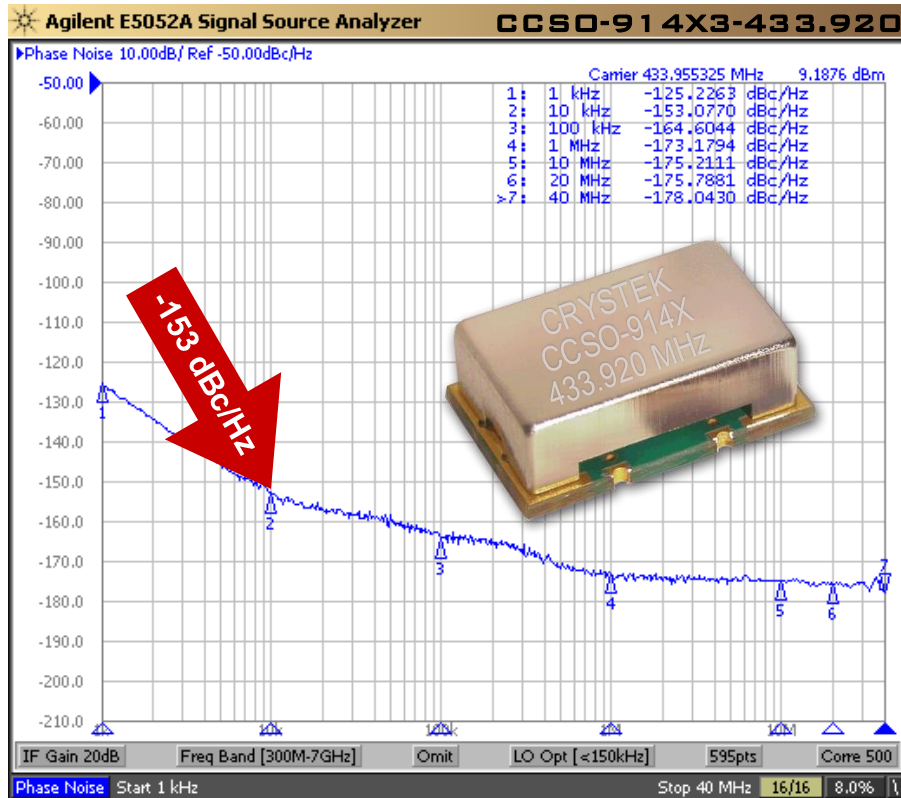 Agilent E5052A Signal Source Analyzer
CCSO-914X3-433.920
Phase Noise 10.00dB/ Ref -50.00dBc/Hz
Carrier 433.955325 MHz 9.1876 dBm
1: 1 kHz -125.2263 dBc/Hz
2: 10 kHz -153.0770 dBc/Hz
3: 100 kHz -164.6044 dBc/Hz
4: 1 MHz -173.1794 dBc/Hz
5: 10 MHz -175.2111 dBc/Hz
6: 20 MHz -175.7881 dBc/Hz
>7: 40 MHz -178.0430 dBc/Hz
-50.00
-60.00
-70.00
-80.00
-90.00
-100.0
-110.0
-120.0
-130.0
-140.0
-150.0
-160.0
-170.0
-180.0
-190.0
-200.0
-210.0
-153 dBc/Hz
CRYSTEK
CCSO-914X
433.920 MHz
1
2
3
4
5
6
7
1k 10k 100k 1M 10M
IF Gain 20dB Freq Band [300M-7GHz] Omit LO Opt [<150kHz] 595pts Corre 500
Phase Noise Start 1 kHz Stop 40 MHz 16/16 8.0%